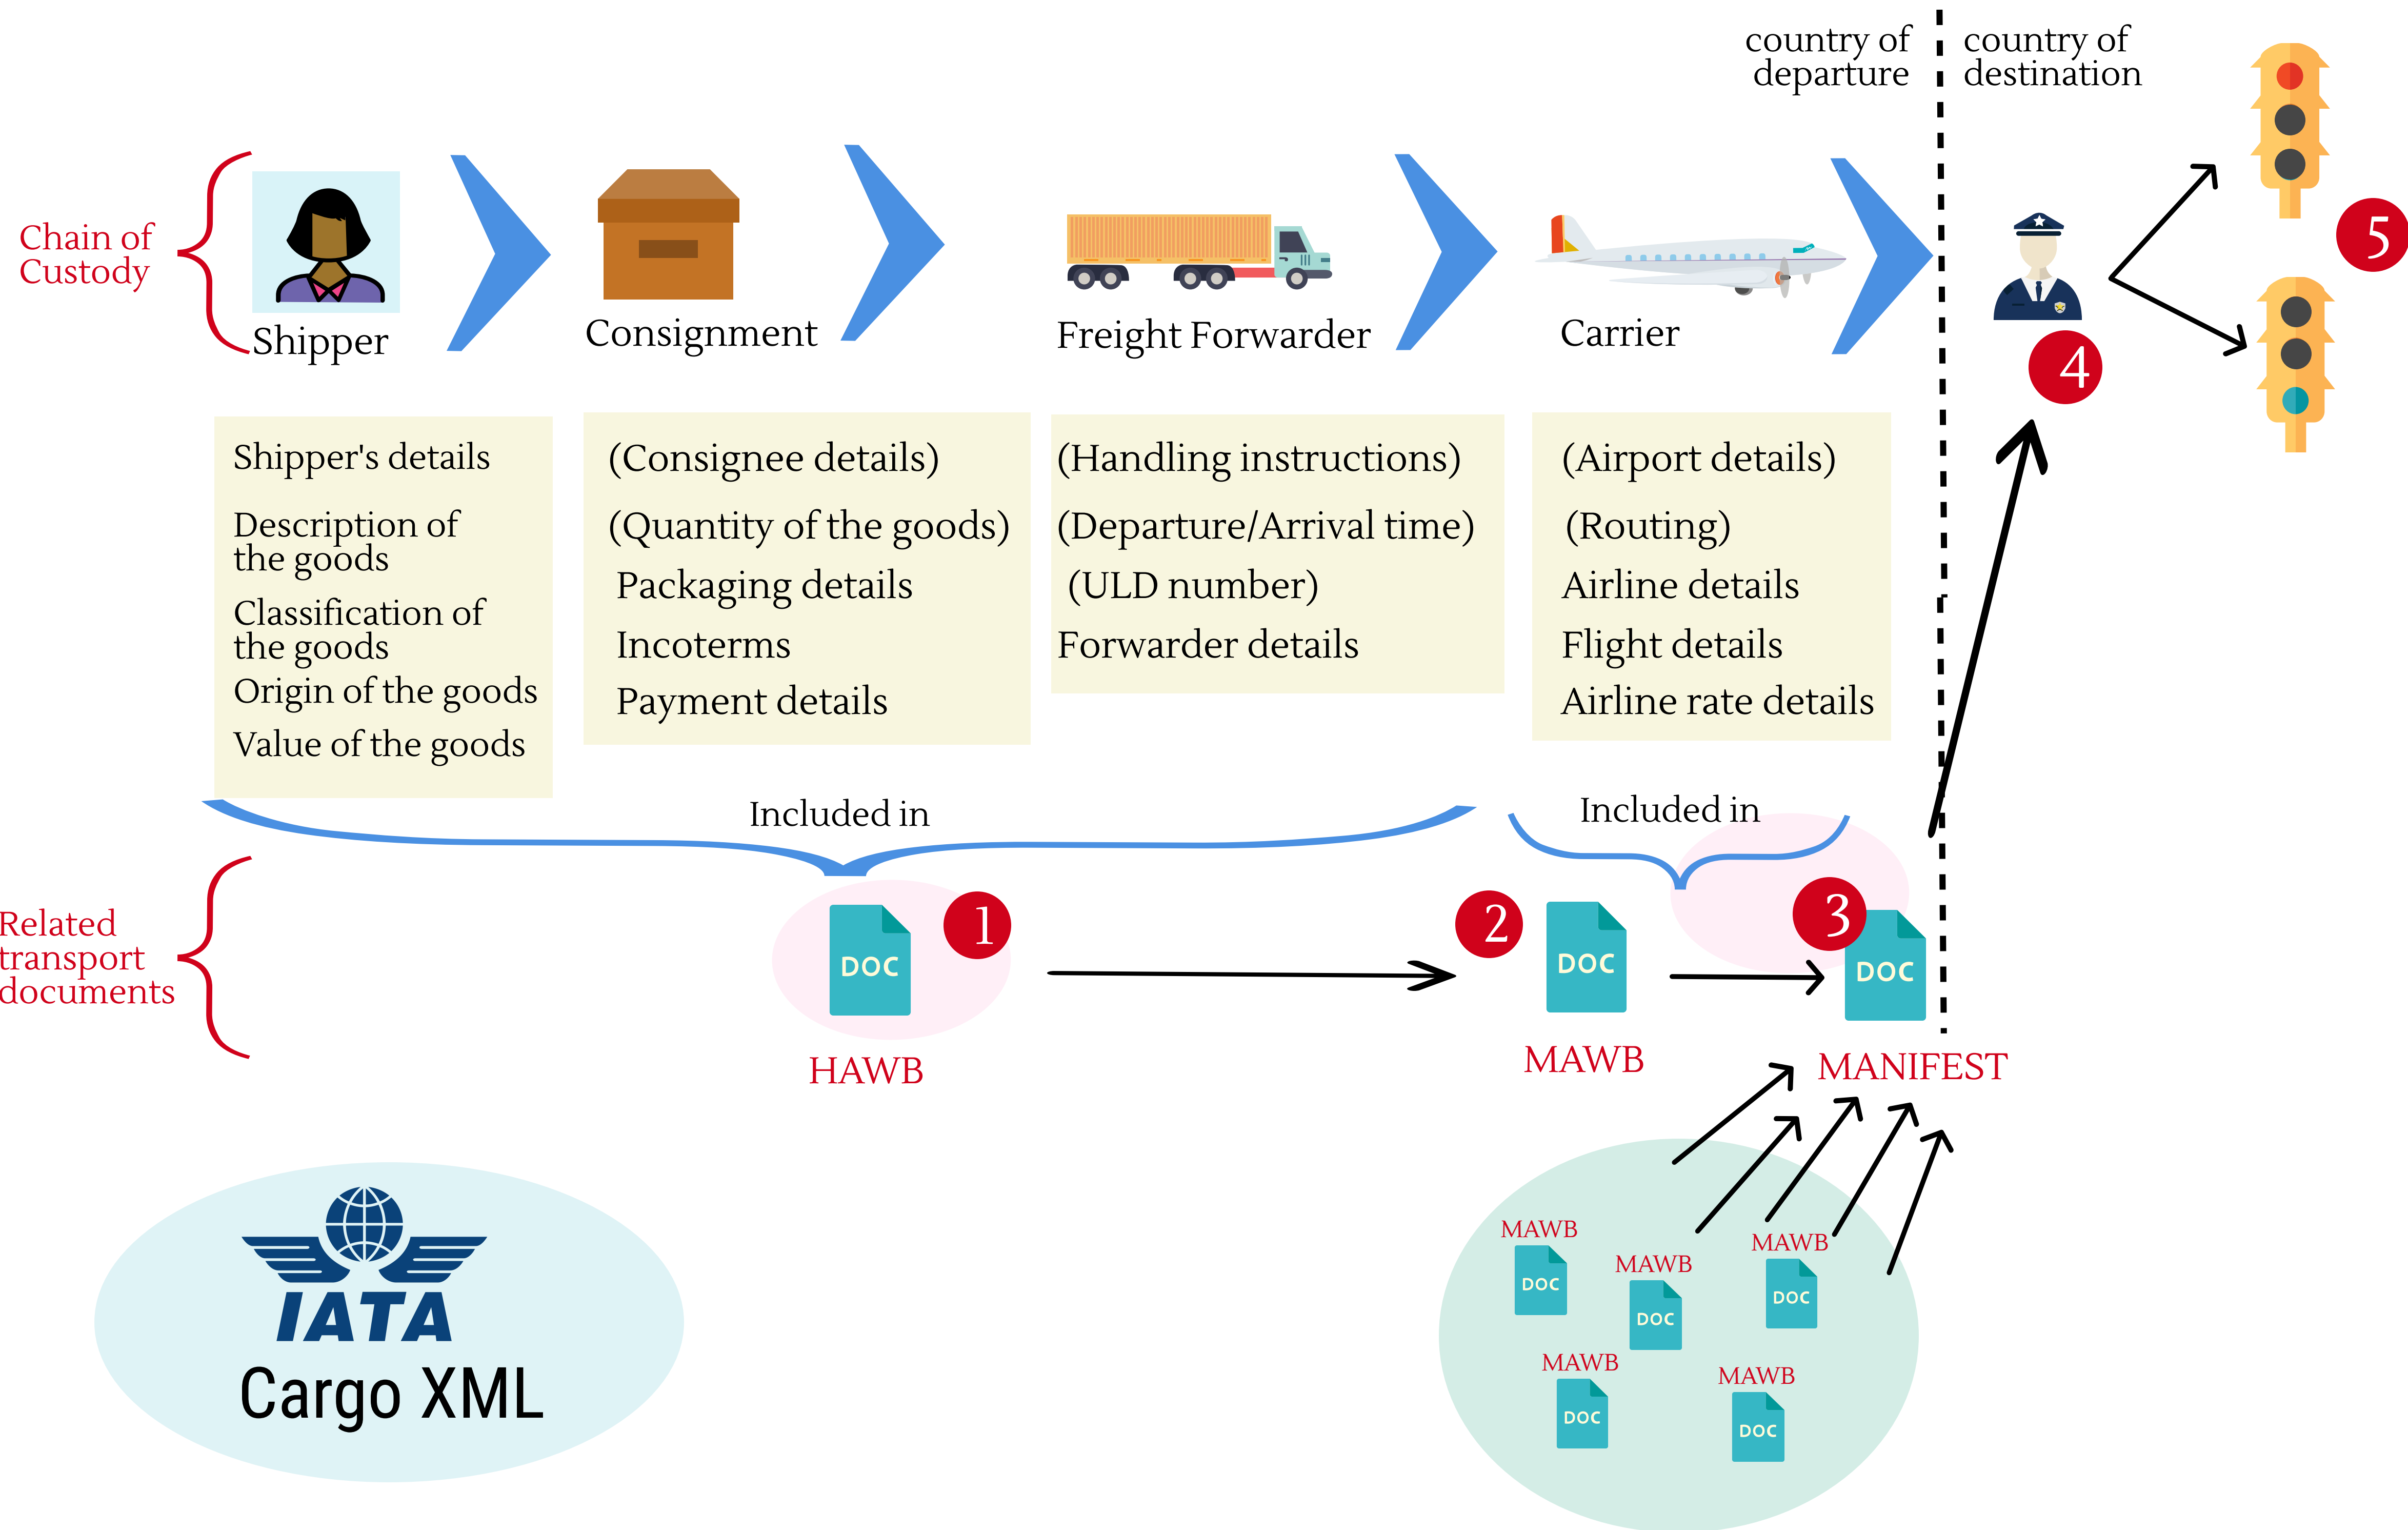 country of
departure
country of
destination
Chain of
Custody
Shipper
Consignment
Freight Forwarder
Carrier
5
4
Shipper's details
Description of
the goods
Classification of
the goods
Origin of the goods
Value of the goods
(Consignee details)
(Quantity of the goods)
Packaging details
Incoterms
Payment details
(Handling instructions)
(Departure/Arrival time)
(ULD number)
Forwarder details
(Airport details)
(Routing)
Airline details
Flight details
Airline rate details
Included in
Included in
Related
transport
documents
DOC
1
HAWB
2
DOC
MAWB
3
DOC
MANIFEST
IATA
Cargo XML
MAWB
DOC
MAWB
DOC
MAWB
DOC
MAWB
DOC
MAWB
DOC